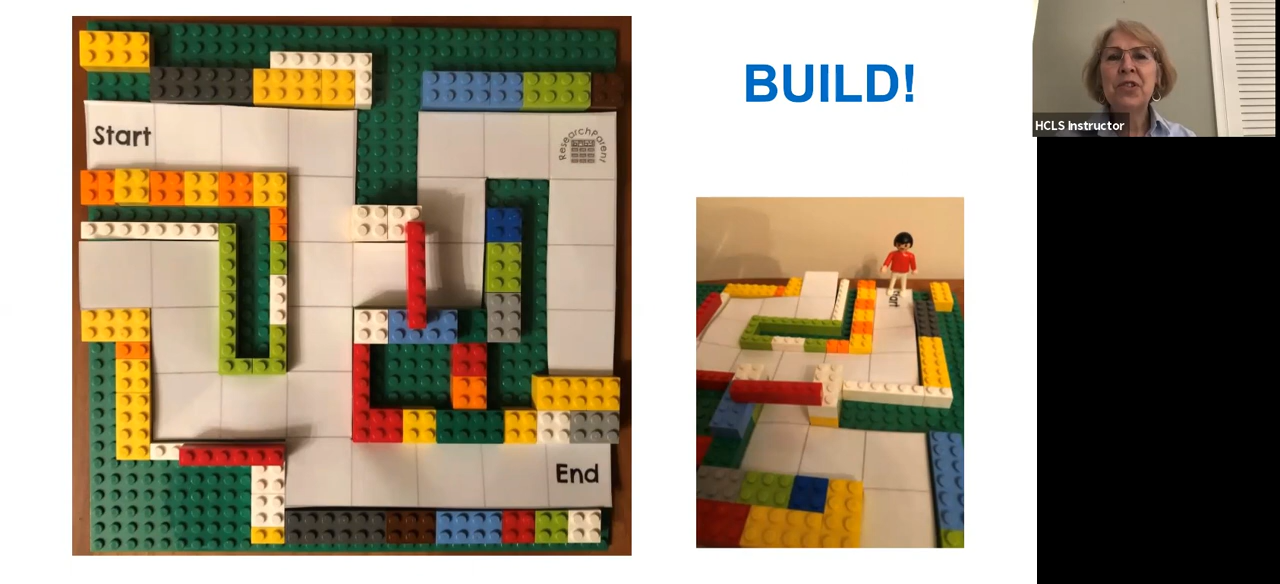 BUILD!
HCLS Instructor
Start
ResearchParent
End